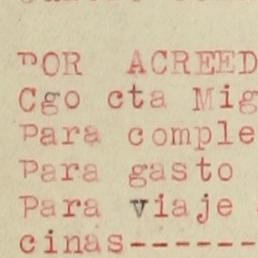 POR ACREED
Cgo cta Mig
Para comple
Para gasto
Para viaje
cinas------